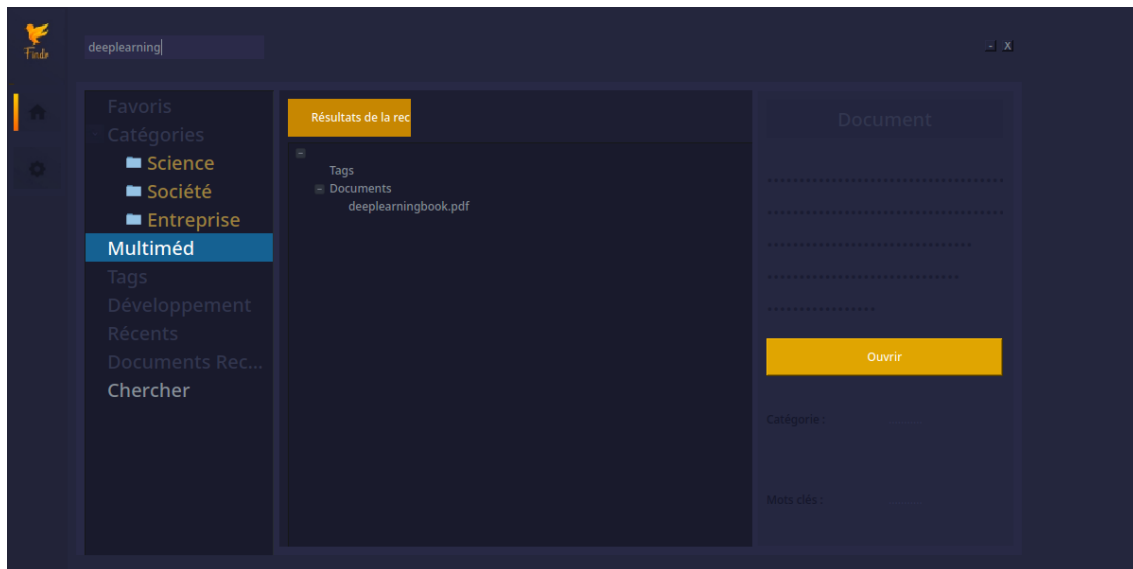 Findr
deeplearning
- X
Favoris
Catégories
Science
Société
Entreprise
Multiméd
Tags
Développement
Récents
Documents Rec...
Chercher
Résultats de la rec
Tags
Documents
deeplearningbook.pdf
Document
Ouvrir
Catégorie :
Mots clés :